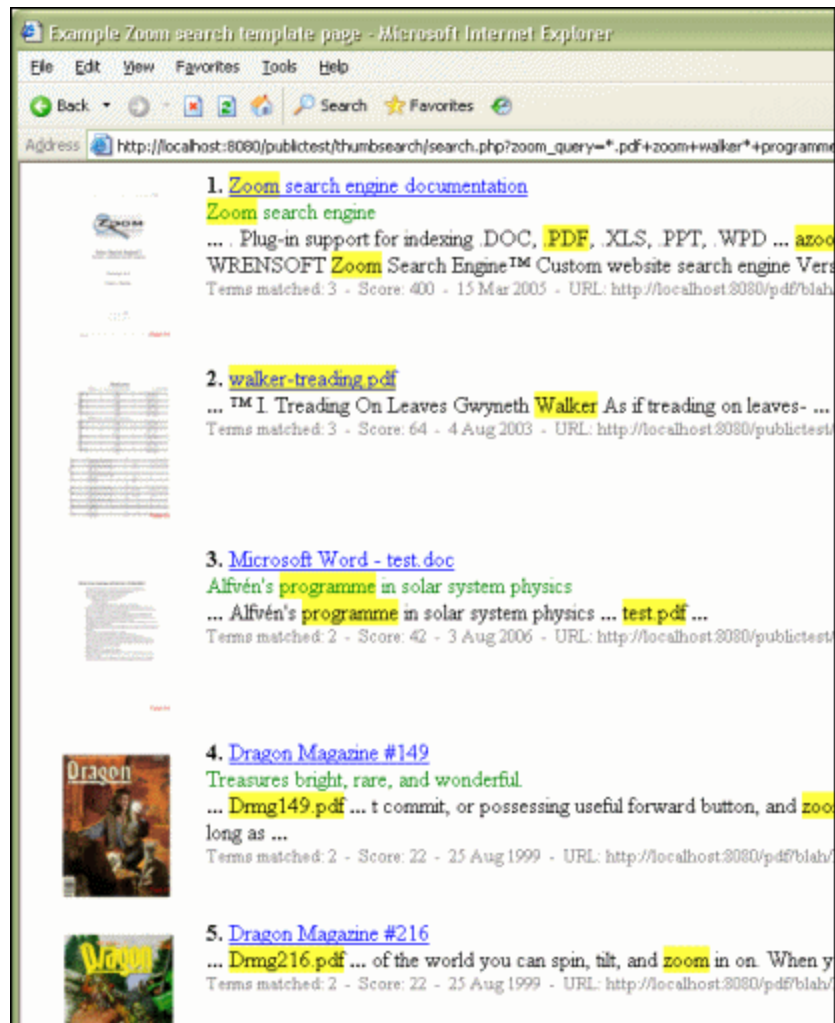 Example Zoom search template page - Microsoft Internet Explorer
File Edit View Favorites Tools Help
Back Search Favorites
Address http://localhost:8080/publictest/thumbsearch/search.php?zoom_query=*.pdf+zoom+walker*+programme
1. Zoom search engine documentation
Zoom search engine
... . Plug-in support for indexing .DOC, .PDF, .XLS, .PPT, .WPD ... azoo
WRENSOFT Zoom Search Engine™ Custom website search engine Vers
Terms matched: 3 - Score: 400 - 15 Mar 2005 - URL: http://localhost:8080/pdf/blah/
Zoom
2. walker-treading.pdf
... ™ I. Treading On Leaves Gwyneth Walker As if treading on leaves- ...
Terms matched: 3 - Score: 64 - 4 Aug 2003 - URL: http://localhost:8080/publictest/
3. Microsoft Word - test.doc
Alfvén's programme in solar system physics
... Alfvén's programme in solar system physics ... test.pdf ...
Terms matched: 2 - Score: 42 - 3 Aug 2006 - URL: http://localhost:8080/publictest/
4. Dragon Magazine #149
Treasures bright, rare, and wonderful.
... Drmg149.pdf ... t commit, or possessing useful forward button, and zoo
long as ...
Terms matched: 2 - Score: 22 - 25 Aug 1999 - URL: http://localhost:8080/pdf/blah/
Dragon
5. Dragon Magazine #216
... Drmg216.pdf ... of the world you can spin, tilt, and zoom in on. When y
Terms matched: 2 - Score: 22 - 25 Aug 1999 - URL: http://localhost:8080/pdf/blah/
Dragon